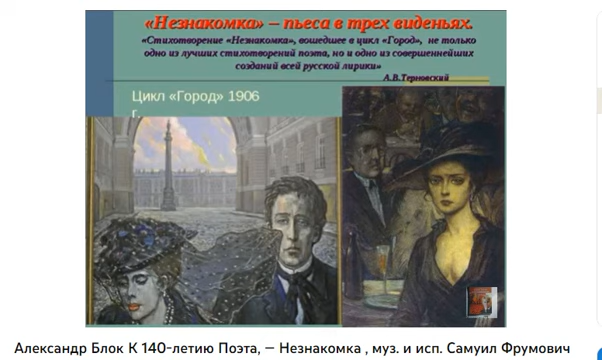 «Незнакомка» – пьеса в трех виденьях.
«Стихотворение «Незнакомка», вошедшее в цикл «Город», не только
одно из лучших стихотворений поэта, но и одно из совершеннейших
созданий всей русской лирики»
А.В.Терновский
Цикл «Город» 1906
г.
Александр Блок К 140-летию Поэта, – Незнакомка , муз. и исп. Самуил Фрумович